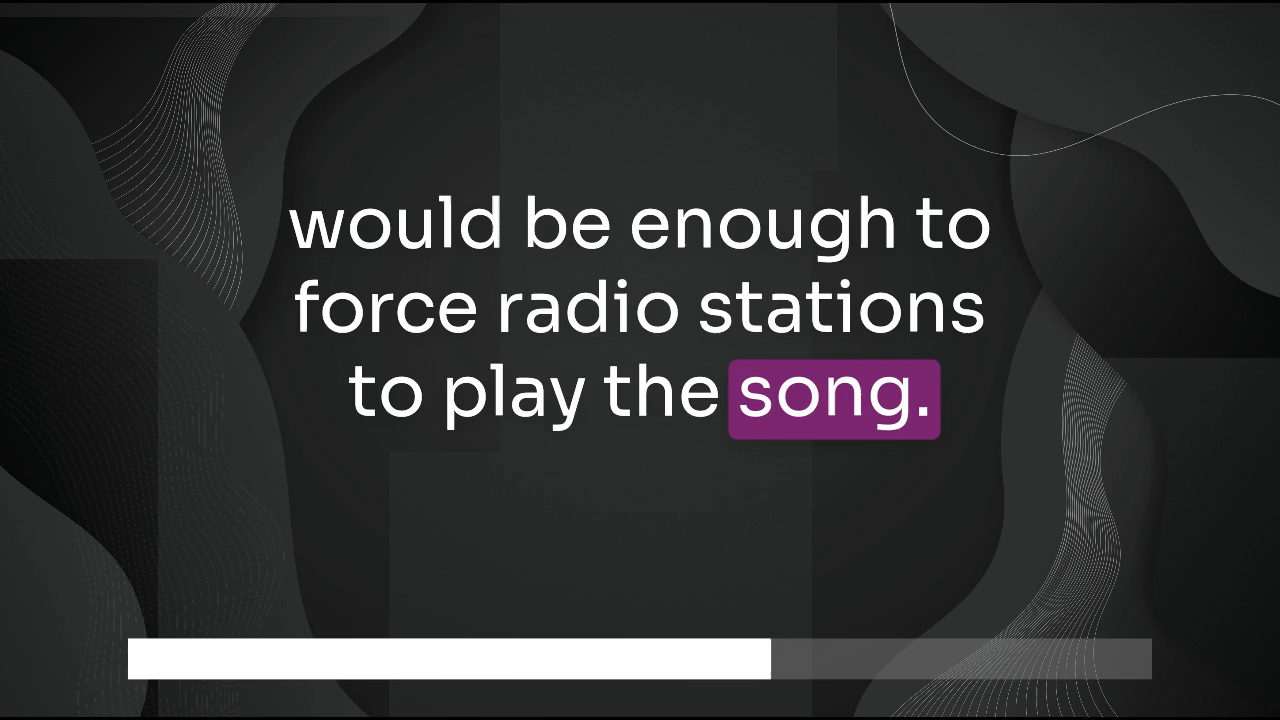 would be enough to
force radio stations
to play the song.